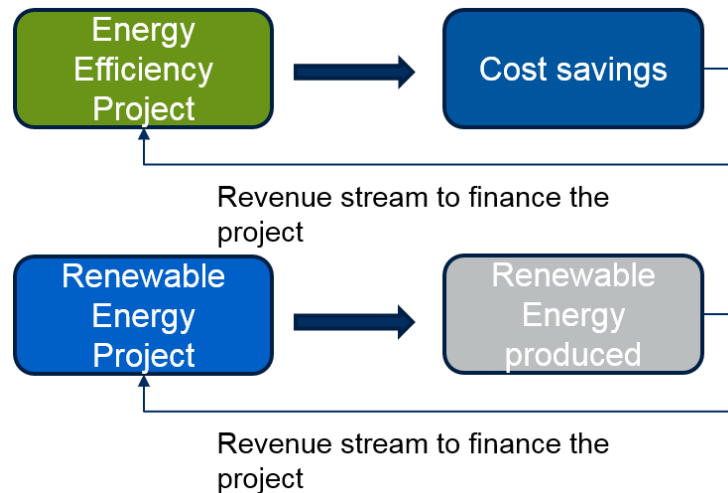 Energy
Efficiency
Project
Cost savings
Revenue stream to finance the
project
Renewable
Energy
Project
Renewable
Energy
produced
Revenue stream to finance the
project